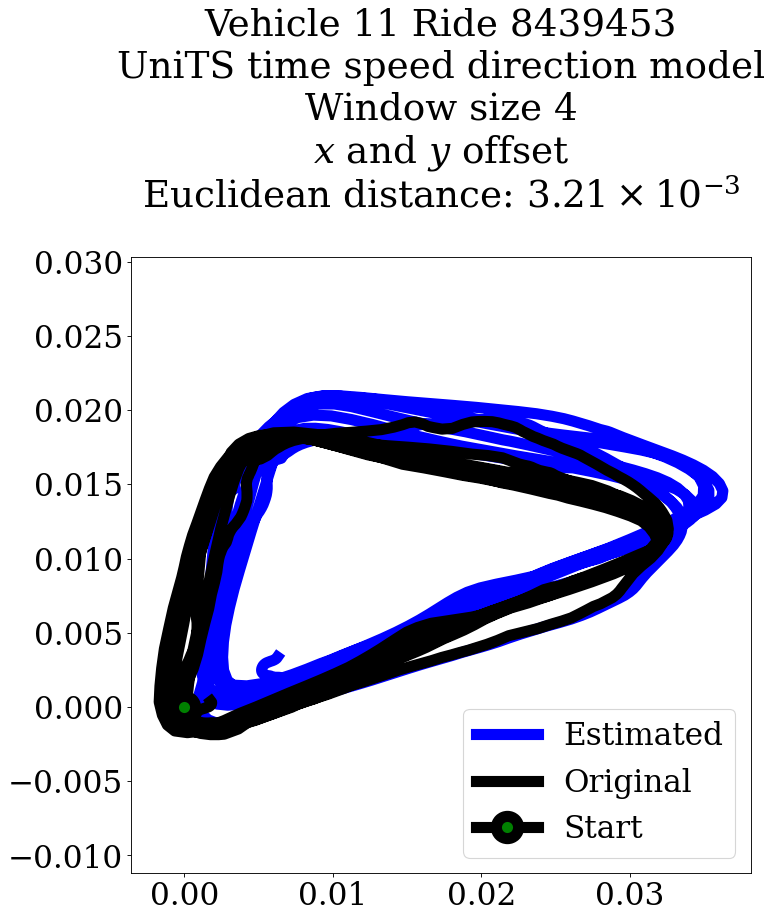 Vehicle 11 Ride 8439453
UniTS time speed direction model
Window size 4
x and y offset
Euclidean distance: 3.21 × 10⁻³
0.030
0.025
0.020
0.015
0.010
0.005
0.000
−0.005
−0.010
0.00 0.01 0.02 0.03
Estimated
Original
Start